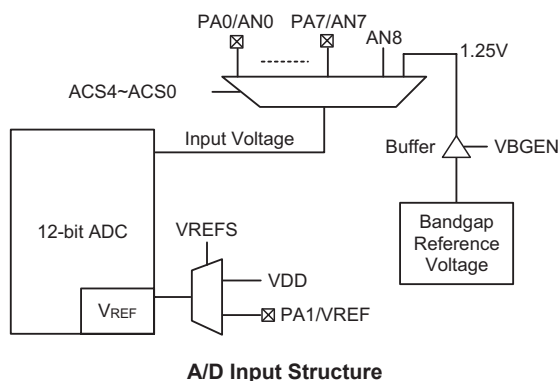 PA0/AN0
PA7/AN7
AN8
1.25V
ACS4~ACS0
Input Voltage
Buffer
VBGEN
12-bit ADC
VREFS
Bandgap
Reference
Voltage
VDD
VREF
PA1/VREF
A/D Input Structure